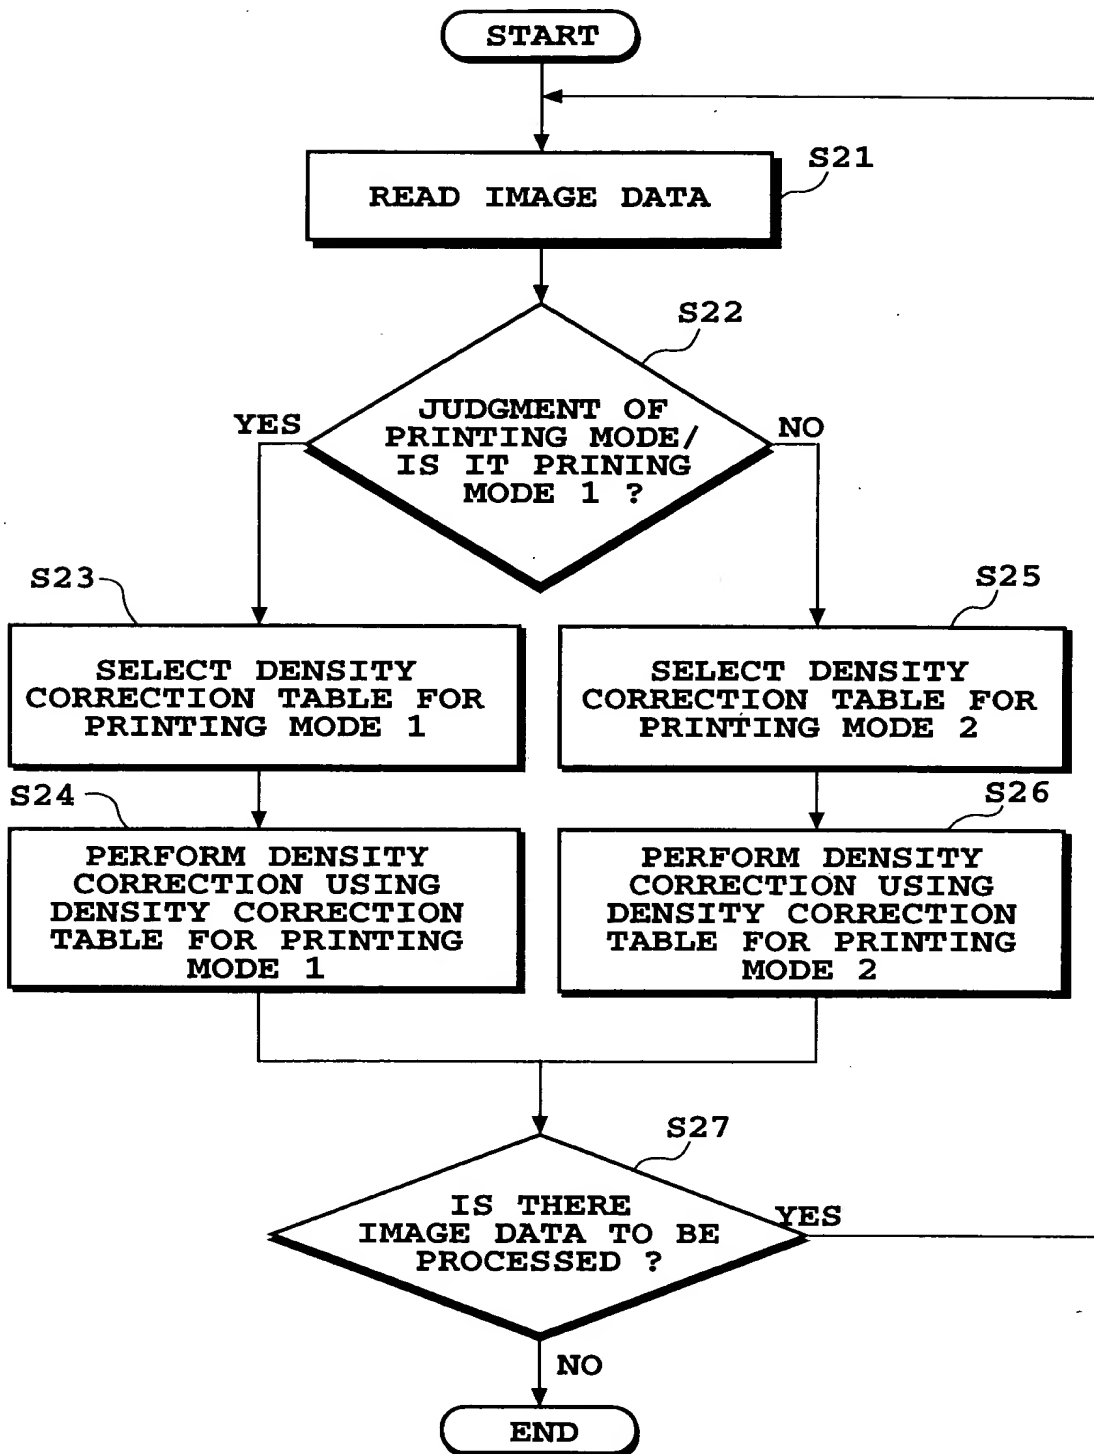 START
S21
READ IMAGE DATA
S22
JUDGMENT OF
PRINTING MODE/
IS IT PRINING
MODE 1 ?
YES
NO
S23
SELECT DENSITY
CORRECTION TABLE FOR
PRINTING MODE 1
S25
SELECT DENSITY
CORRECTION TABLE FOR
PRINTING MODE 2
S24
PERFORM DENSITY
CORRECTION USING
DENSITY CORRECTION
TABLE FOR PRINTING
MODE 1
S26
PERFORM DENSITY
CORRECTION USING
DENSITY CORRECTION
TABLE FOR PRINTING
MODE 2
S27
IS THERE
IMAGE DATA TO BE
PROCESSED ?
YES
NO
END